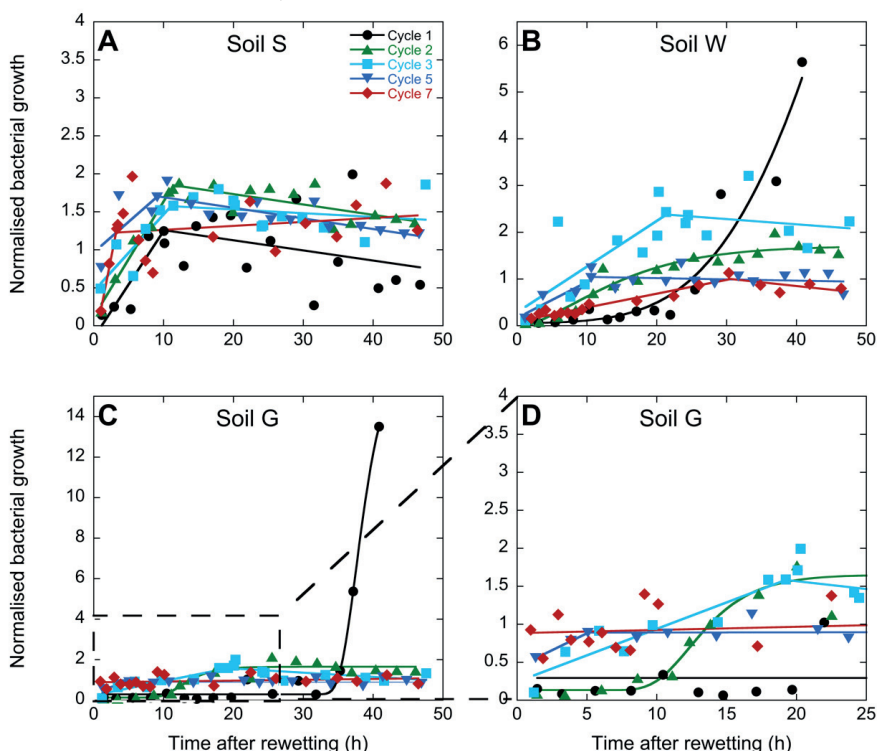 A
Soil S
Cycle 1
Cycle 2
Cycle 3
Cycle 5
Cycle 7
Normalised bacterial growth
4
3.5
3
2.5
2
1.5
1
0.5
0
0 10 20 30 40 50
B
Soil W
6
5
4
3
2
1
0
0 10 20 30 40 50
C
Soil G
Normalised bacterial growth
14
12
10
8
6
4
2
0
0 10 20 30 40 50
Time after rewetting (h)
D
Soil G
4
3.5
3
2.5
2
1.5
1
0.5
0
0 5 10 15 20 25
Time after rewetting (h)